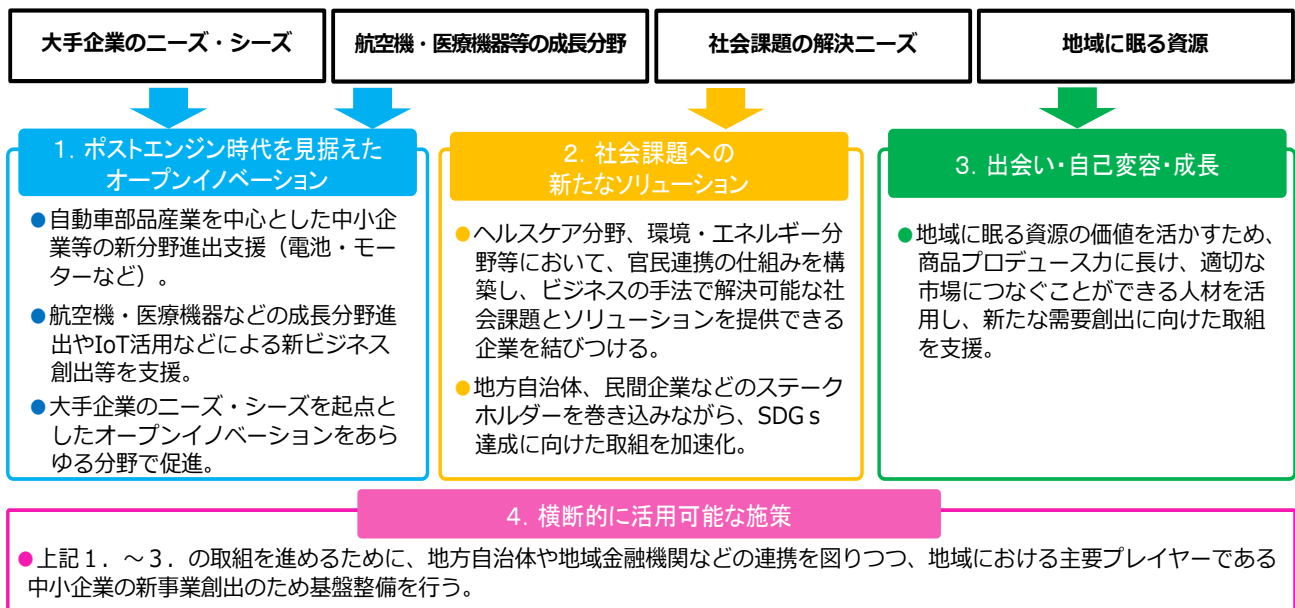 大手企業のニーズ・シーズ
航空機・医療機器等の成長分野
社会課題の解決ニーズ
地域に眠る資源
１．ポストエンジン時代を見据えた
オープンイノベーション
●自動車部品産業を中心とした中小企
業等の新分野進出支援（電池・モー
ターなど）。
●航空機・医療機器などの成長分野進
出やIoT活用などによる新ビジネス
創出等を支援。
●大手企業のニーズ・シーズを起点と
したオープンイノベーションをあら
ゆる分野で促進。
２．社会課題への
新たなソリューション
●ヘルスケア分野、環境・エネルギー分
野等において、官民連携の仕組みを構
築し、ビジネスの手法で解決可能な社
会課題とソリューションを提供できる
企業を結びつける。
●地方自治体、民間企業などのステーク
ホルダーを巻き込みながら、SDGｓ
達成に向けた取組を加速化。
３．出会い・自己変容・成長
●地域に眠る資源の価値を活かすため、
商品プロデュース力に長け、適切な
市場につなぐことができる人材を活
用し、新たな需要創出に向けた取組
を支援。
４．横断的に活用可能な施策
●上記１．～３．の取組を進めるために、地方自治体や地域金融機関などの連携を図りつつ、地域における主要プレイヤーである
中小企業の新事業創出のため基盤整備を行う。